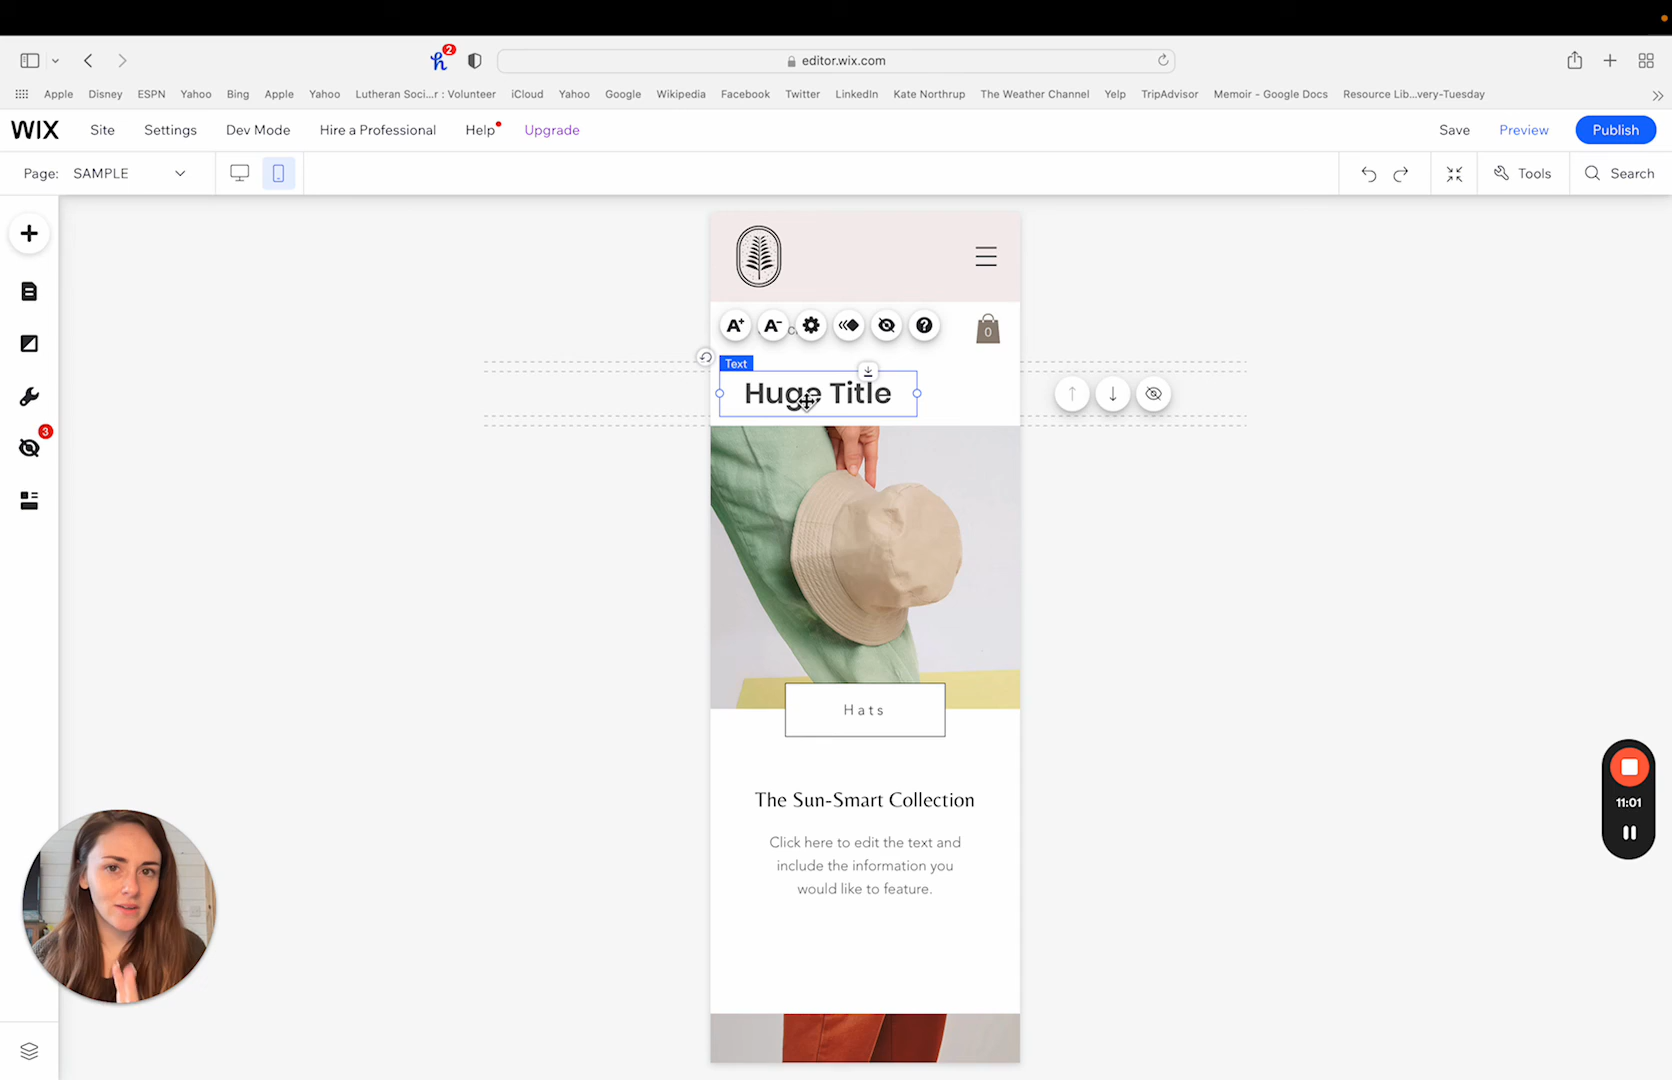 2
editor.wix.com
Apple Disney ESPN Yahoo Bing Apple Yahoo Lutheran Soci...r : Volunteer iCloud Yahoo Google Wikipedia Facebook Twitter LinkedIn Kate Northrup The Weather Channel Yelp TripAdvisor Memoir - Google Docs Resource Lib...very-Tuesday
WIX Site Settings Dev Mode Hire a Professional Help Upgrade Save Preview Publish
Page: SAMPLE Tools Search
A+ A- ?
0
Text
Huge Title
3
Hats
The Sun-Smart Collection
Click here to edit the text and
include the information you
would like to feature.
11:01